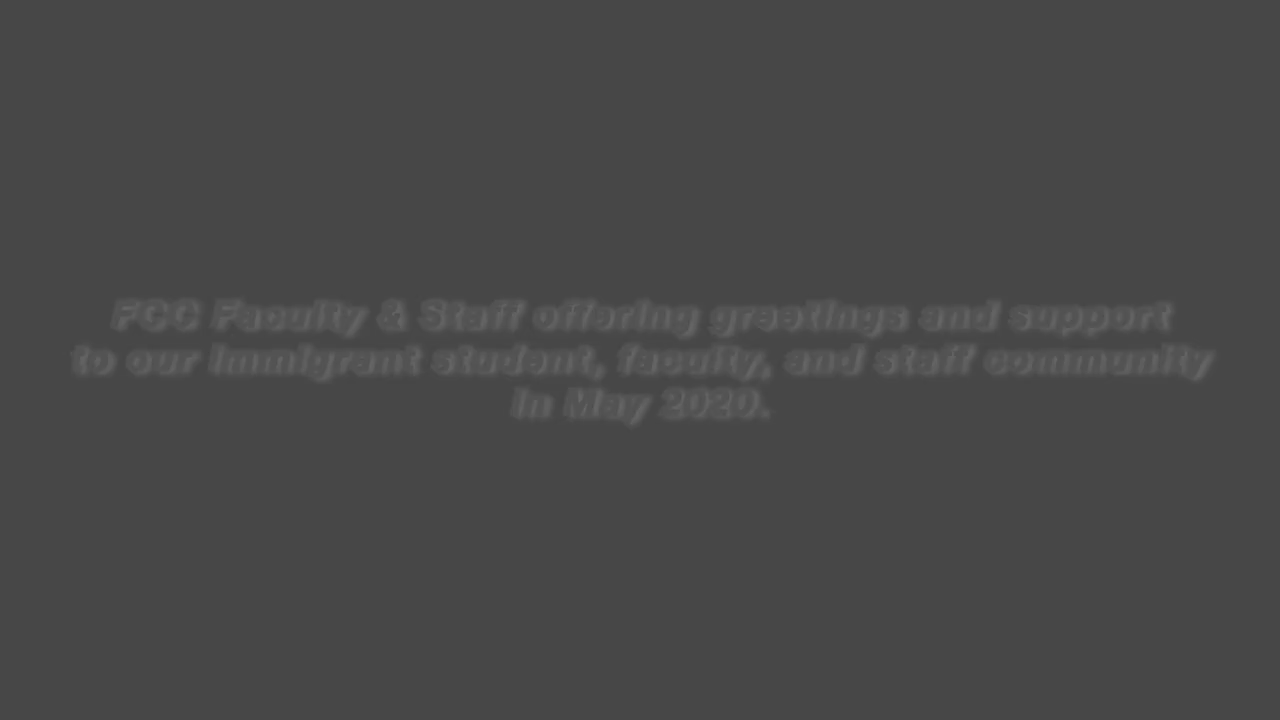 FCC Faculty & Staff offering greetings and support
to our immigrant student, faculty, and staff community
in May 2020.